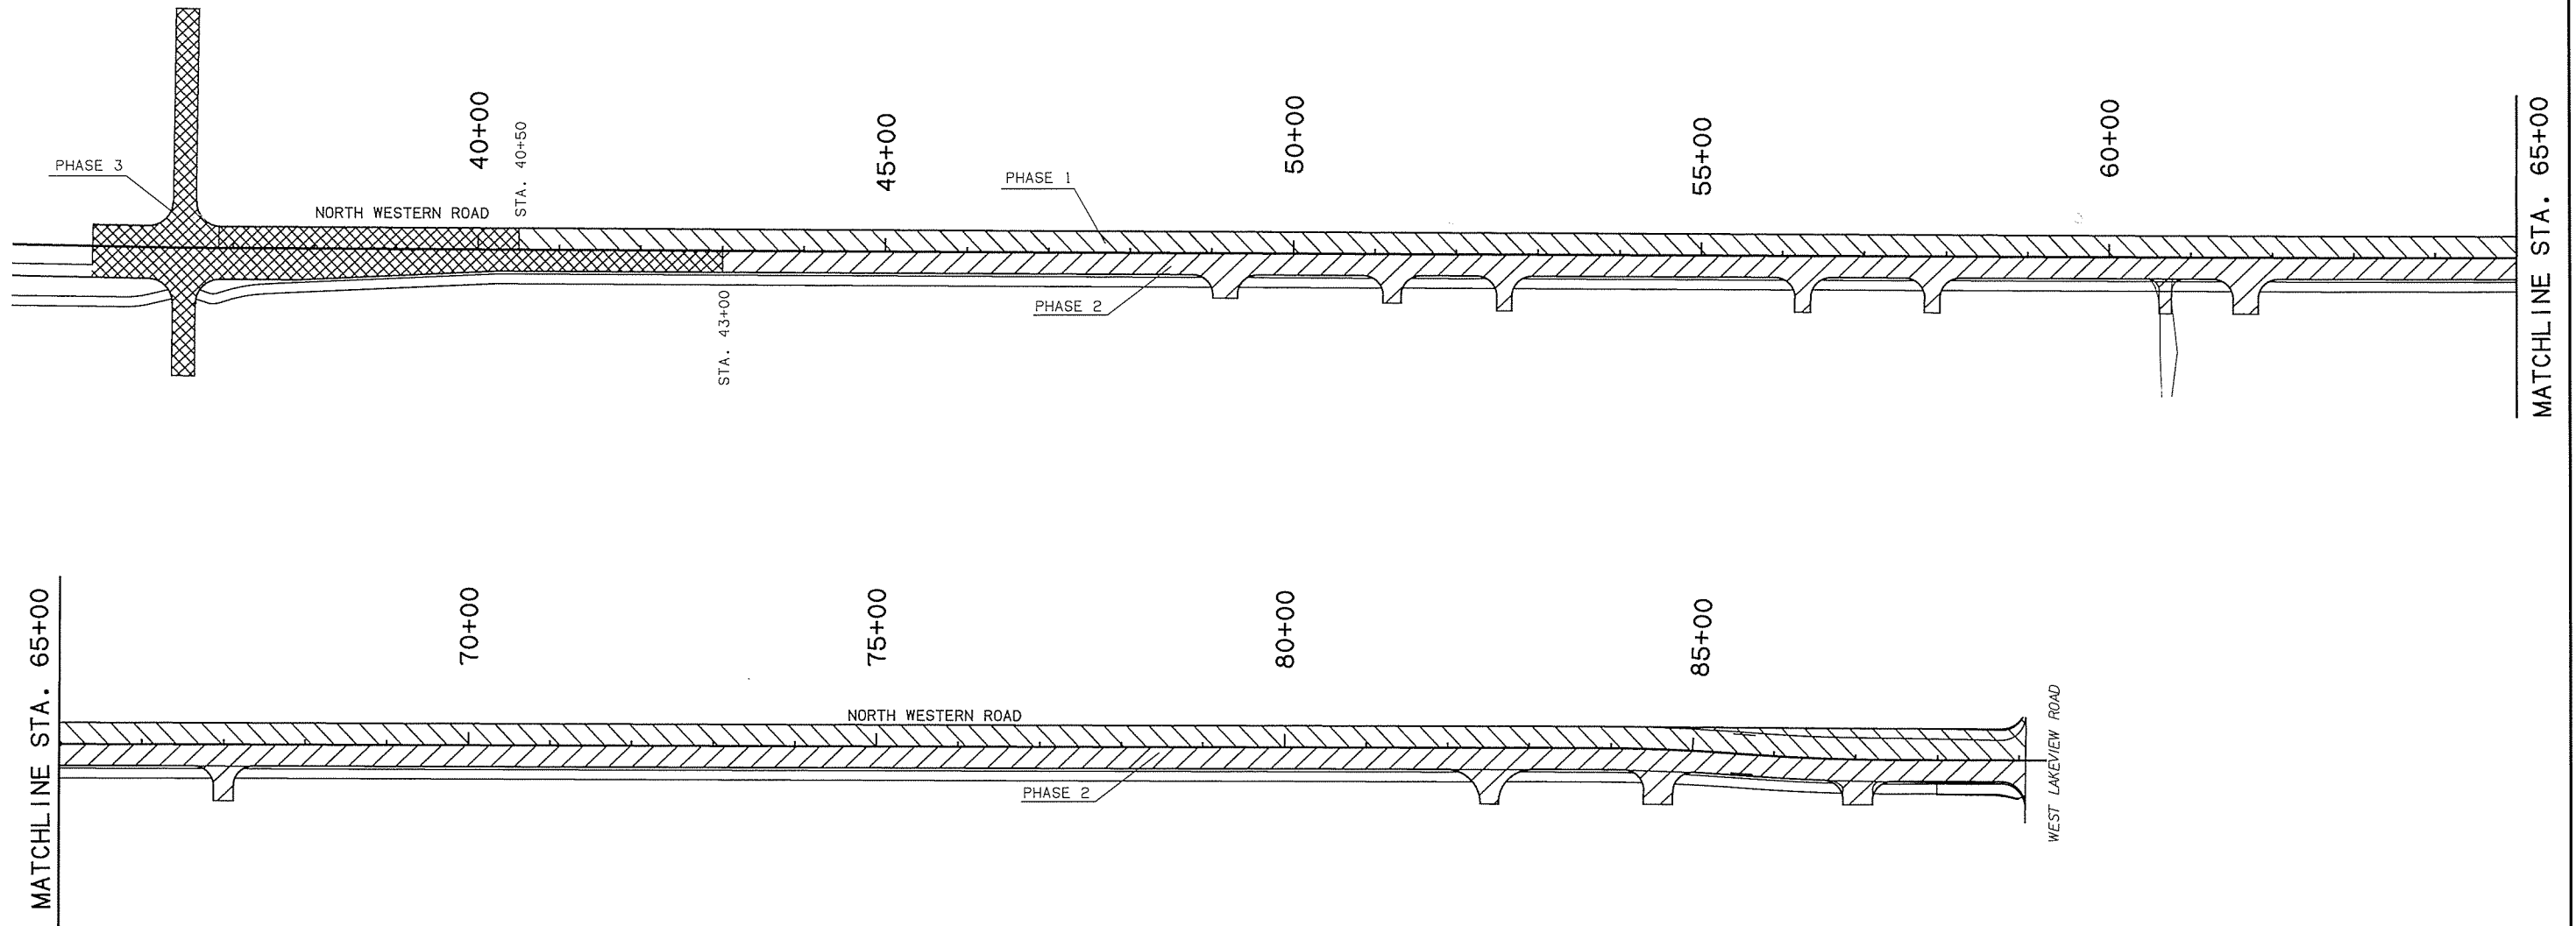 PHASE 3
NORTH WESTERN ROAD
40+00
STA. 40+50
STA. 43+00
45+00
PHASE 1
PHASE 2
50+00
55+00
60+00
MATCHLINE STA. 65+00
MATCHLINE STA. 65+00
70+00
75+00
NORTH WESTERN ROAD
PHASE 2
80+00
85+00
WEST LAKEVIEW ROAD